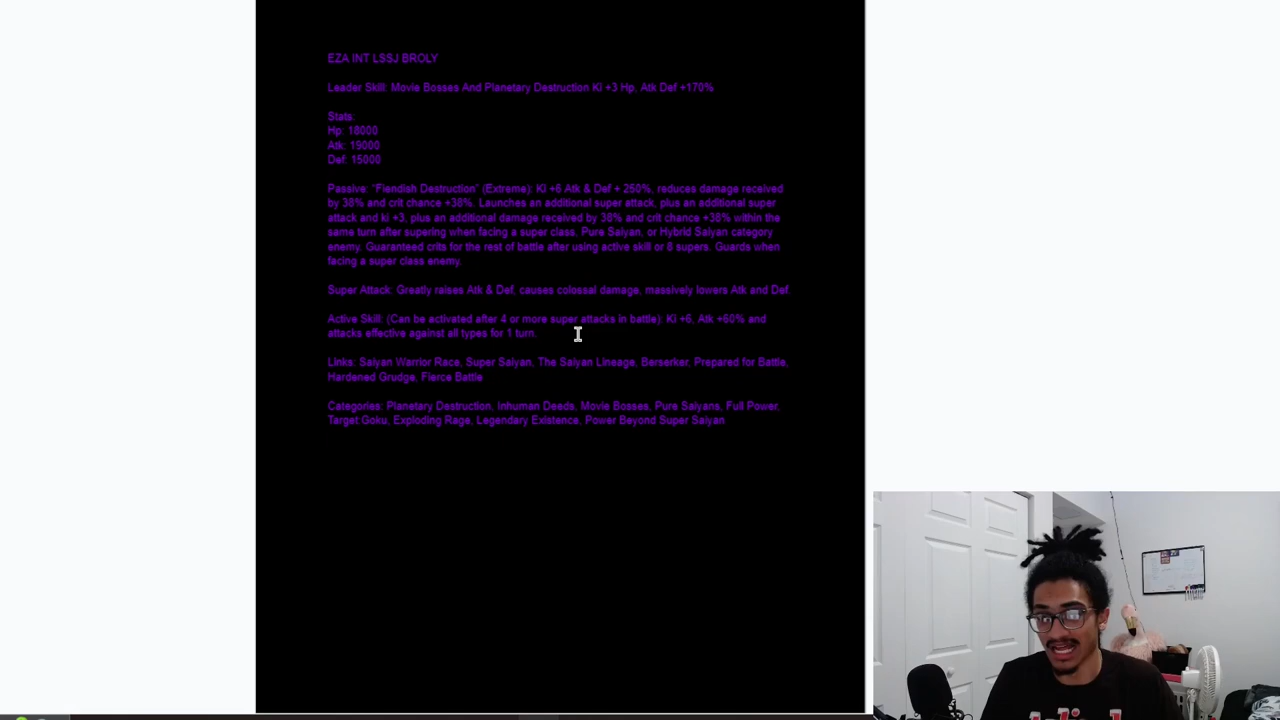 EZA INT LSSJ BROLY
Leader Skill: Movie Bosses And Planetary Destruction Ki +3 Hp, Atk Def +170%
Stats:
Hp: 18000
Atk: 19000
Def: 15000
Passive: “Fiendish Destruction” (Extreme): Ki +6 Atk & Def + 250%, reduces damage received
by 38% and crit chance +38%. Launches an additional super attack, plus an additional super
attack and ki +3, plus an additional damage received by 38% and crit chance +38% within the
same turn after supering when facing a super class, Pure Saiyan, or Hybrid Saiyan category
enemy. Guaranteed crits for the rest of battle after using active skill or 8 supers. Guards when
facing a super class enemy.
Super Attack: Greatly raises Atk & Def, causes colossal damage, massively lowers Atk and Def
Active Skill: (Can be activated after 4 or more super attacks in battle): Ki +6, Atk +60% and
attacks effective against all types for 1 turn.
Links: Saiyan Warrior Race, Super Saiyan, The Saiyan Lineage, Berserker, Prepared for Battle,
Hardened Grudge, Fierce Battle
Categories: Planetary Destruction, Inhuman Deeds, Movie Bosses, Pure Saiyans, Full Power,
Target Goku, Exploding Rage, Legendary Existence, Power Beyond Super Saiyan